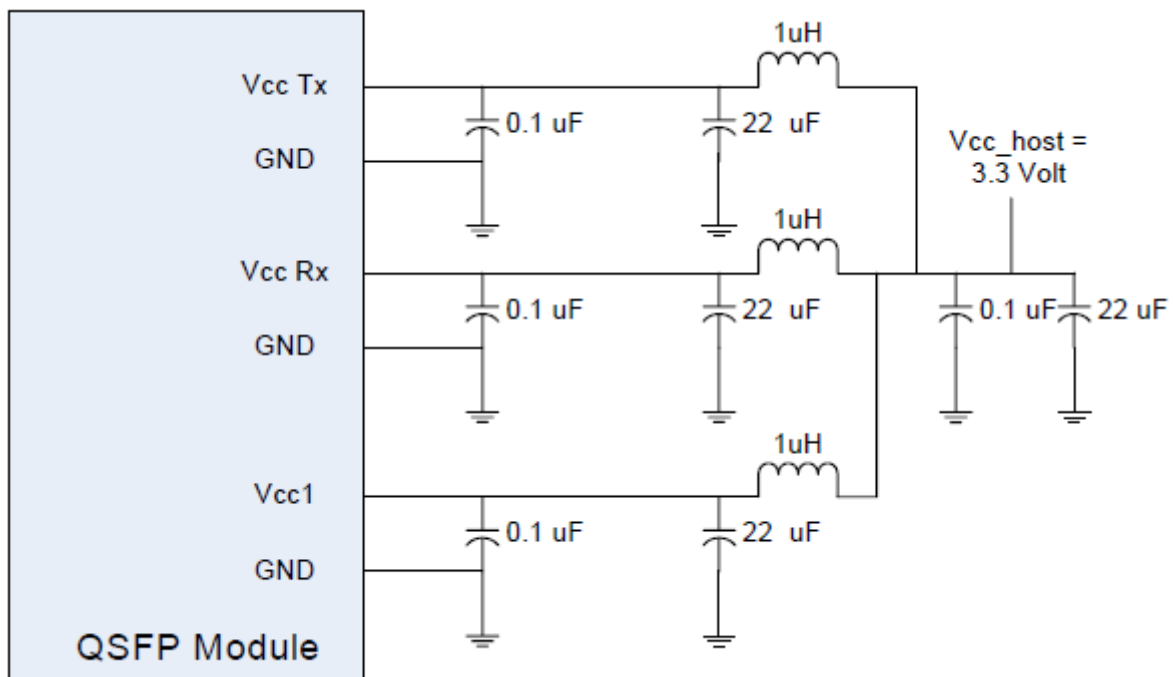 1uH
Vcc Tx
0.1 uF
22 uF
GND
Vcc_host =
3.3 Volt
1uH
Vcc Rx
0.1 uF
22 uF
0.1 uF
22 uF
GND
1uH
Vcc1
0.1 uF
22 uF
GND
QSFP Module